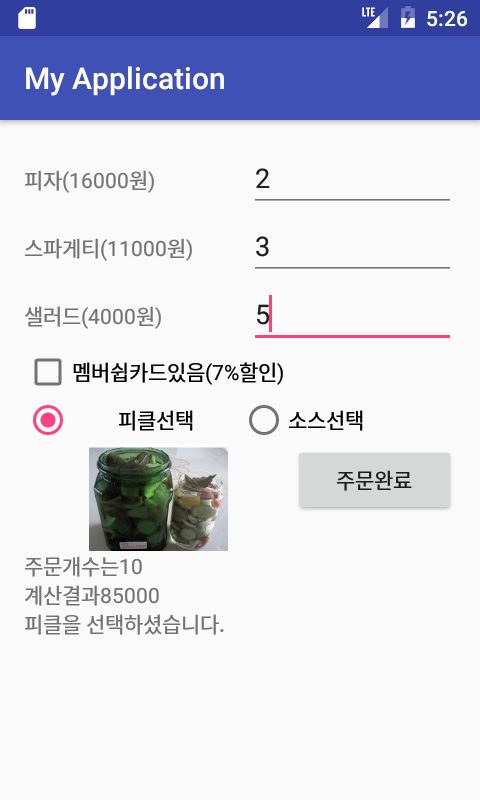 LTE 5:26
My Application
피자(16000원) 2
스파게티(11000원) 3
샐러드(4000원) 5
멤버쉽카드있음(7%할인)
피클선택 소스선택
주문완료
주문개수는10
계산결과85000
피클을 선택하셨습니다.